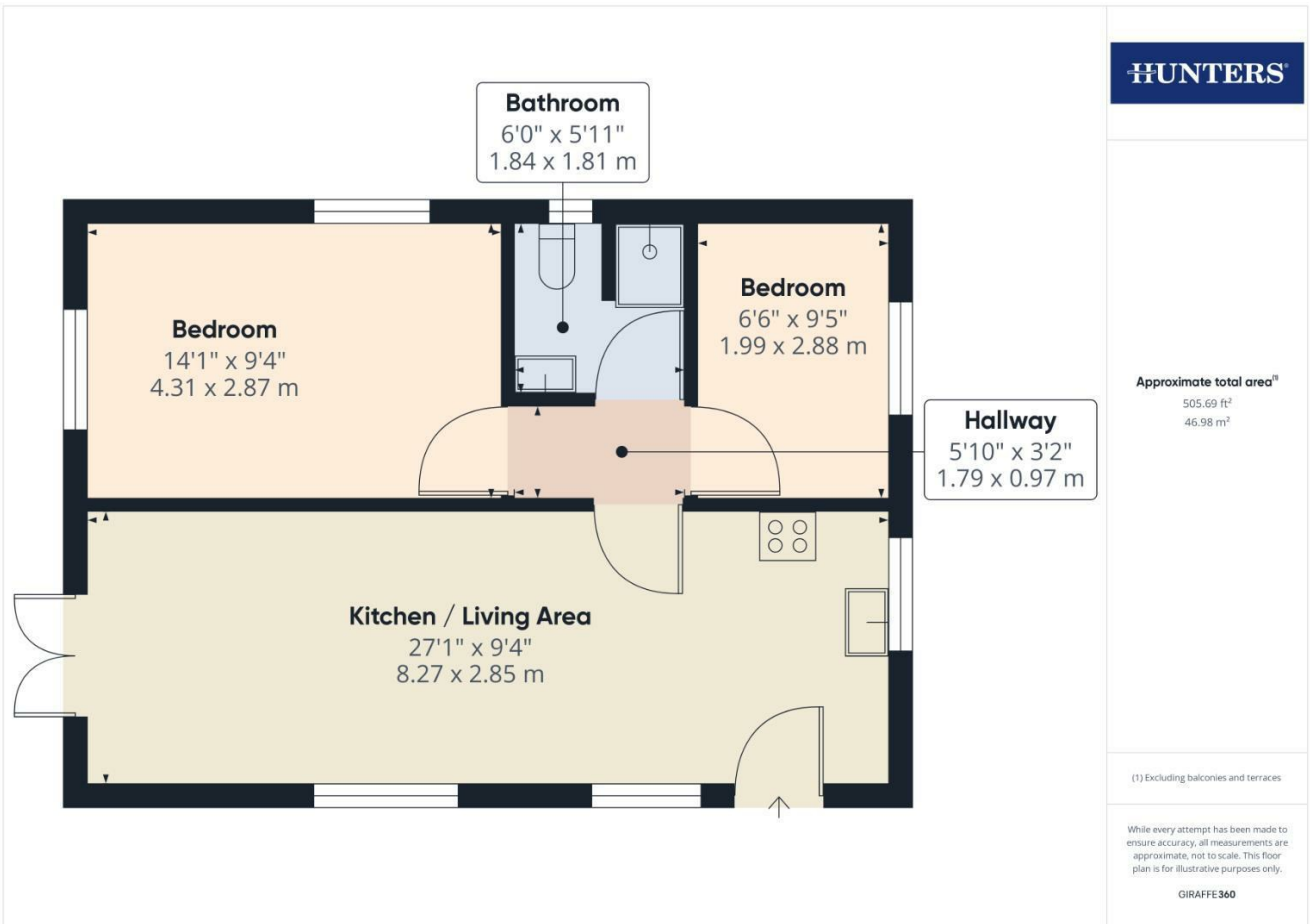 HUNTERS®
Bathroom
6'0" x 5'11"
1.84 x 1.81 m
Bedroom
14'1" x 9'4"
4.31 x 2.87 m
Bedroom
6'6" x 9'5"
1.99 x 2.88 m
Hallway
5'10" x 3'2"
1.79 x 0.97 m
Kitchen / Living Area
27'1" x 9'4"
8.27 x 2.85 m
Approximate total area⁽¹⁾
505.69 ft²
46.98 m²
(1) Excluding balconies and terraces
While every attempt has been made to
ensure accuracy, all measurements are
approximate, not to scale. This floor
plan is for illustrative purposes only.
GIRAFFE360